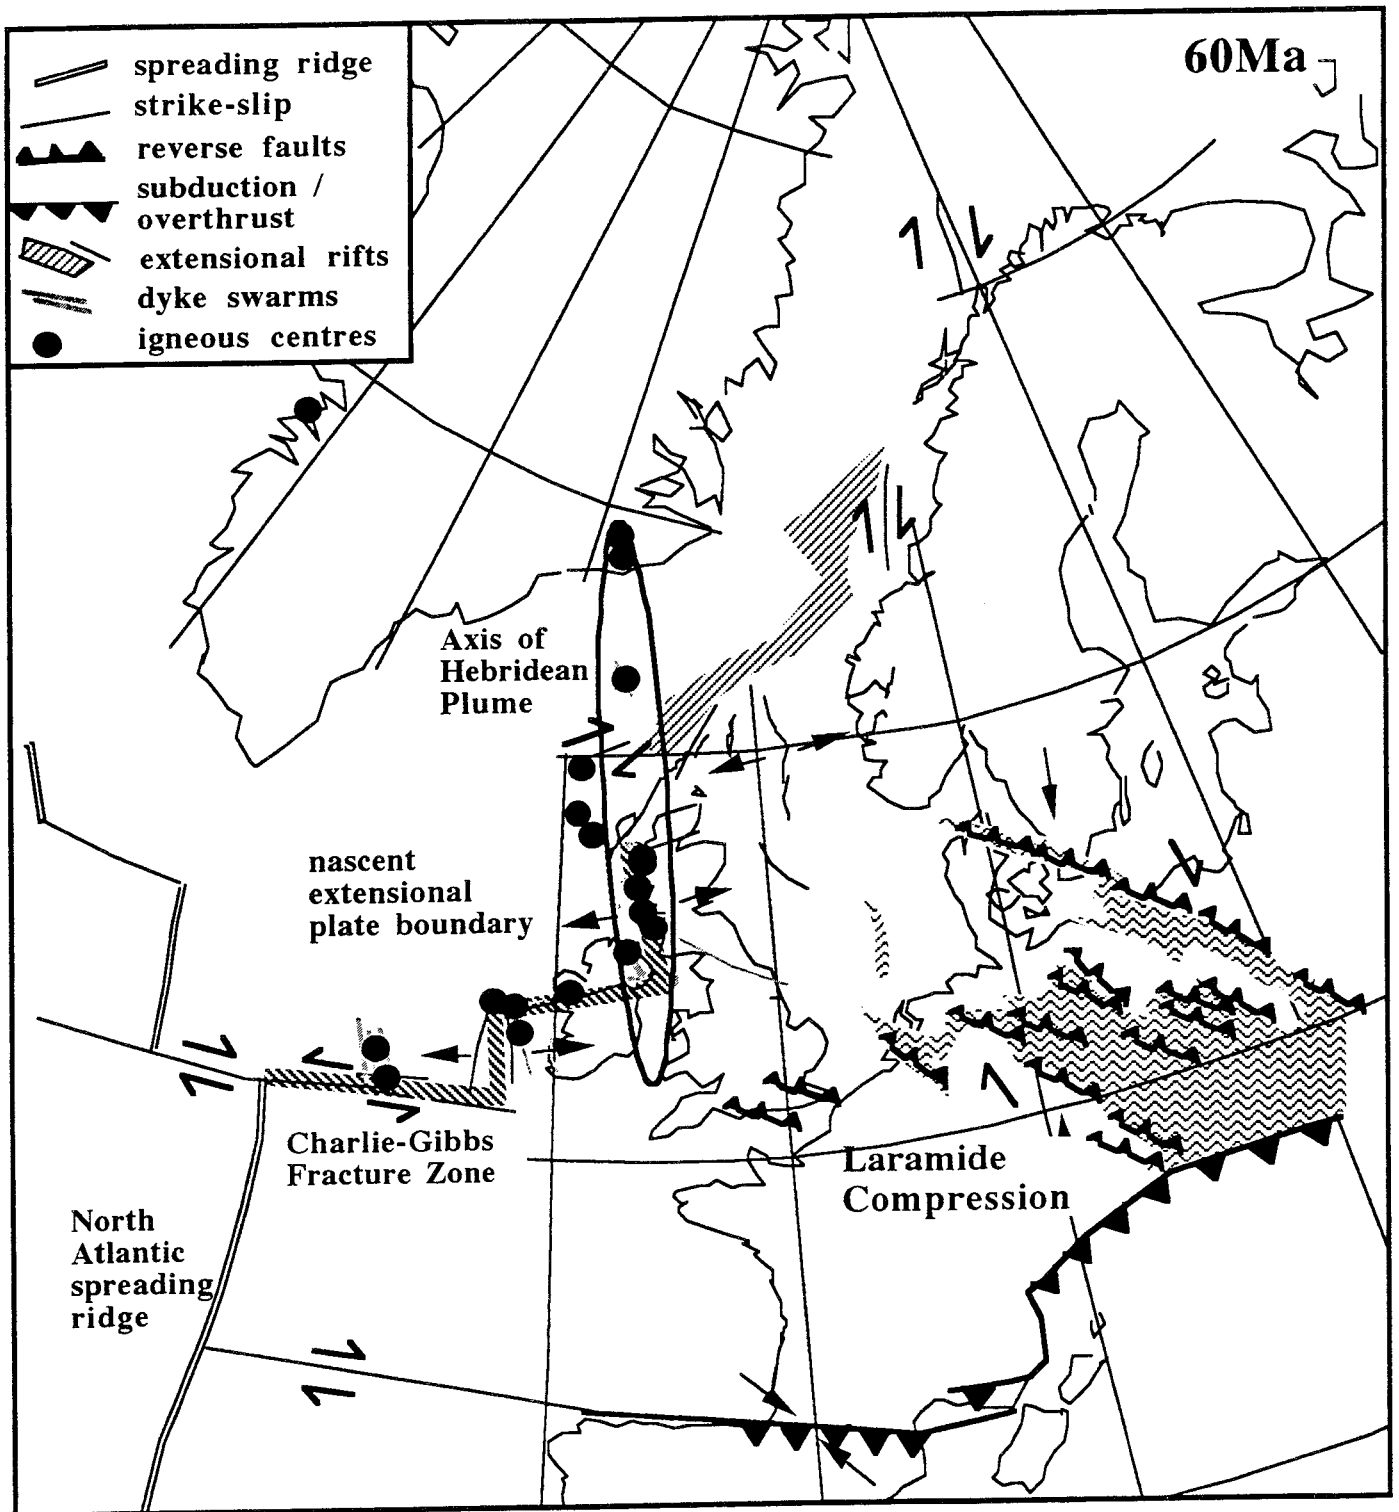 60Ma
spreading ridge
strike-slip
reverse faults
subduction /
overthrust
extensional rifts
dyke swarms
igneous centres
Axis of
Hebridean
Plume
nascent
extensional
plate boundary
Charlie-Gibbs
Fracture Zone
Laramide
Compression
North
Atlantic
spreading
ridge